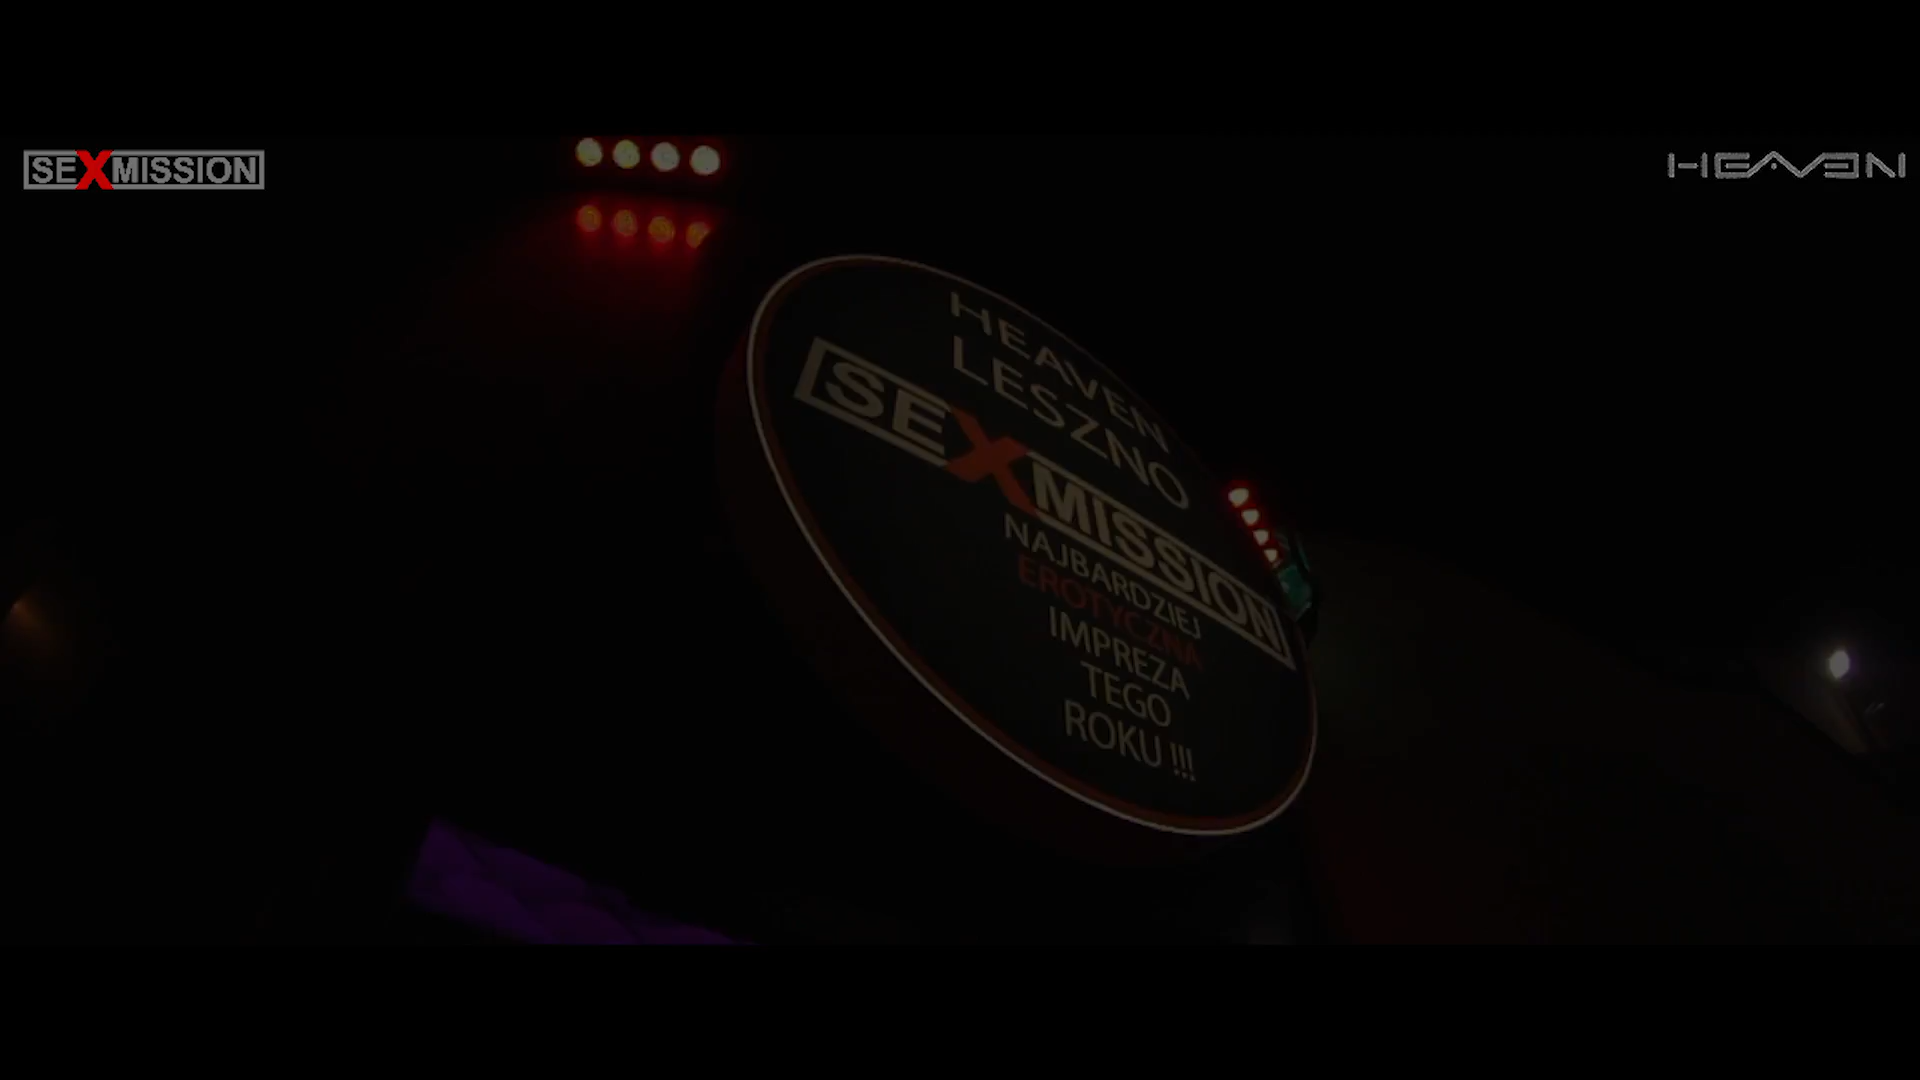 SEXMISSION
HEAVEN
HEAVEN
LESZNO
SEXMISSION
NAJBARDZIEJ
EROTYCZNA
IMPREZA
TEGO
ROKU !!!